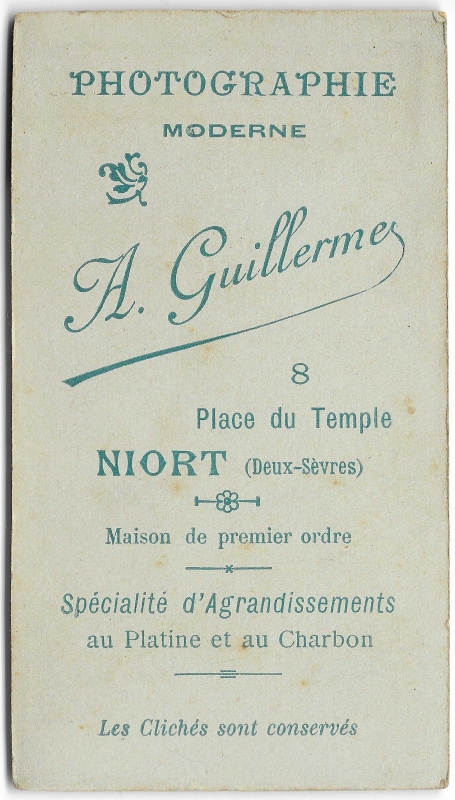 PHOTOGRAPHIE
MODERNE
A. Guillerme
8
Place du Temple
NIORT (Deux-Sèvres)
Maison de premier ordre
Spécialité d'Agrandissements
au Platine et au Charbon
Les Clichés sont conservés